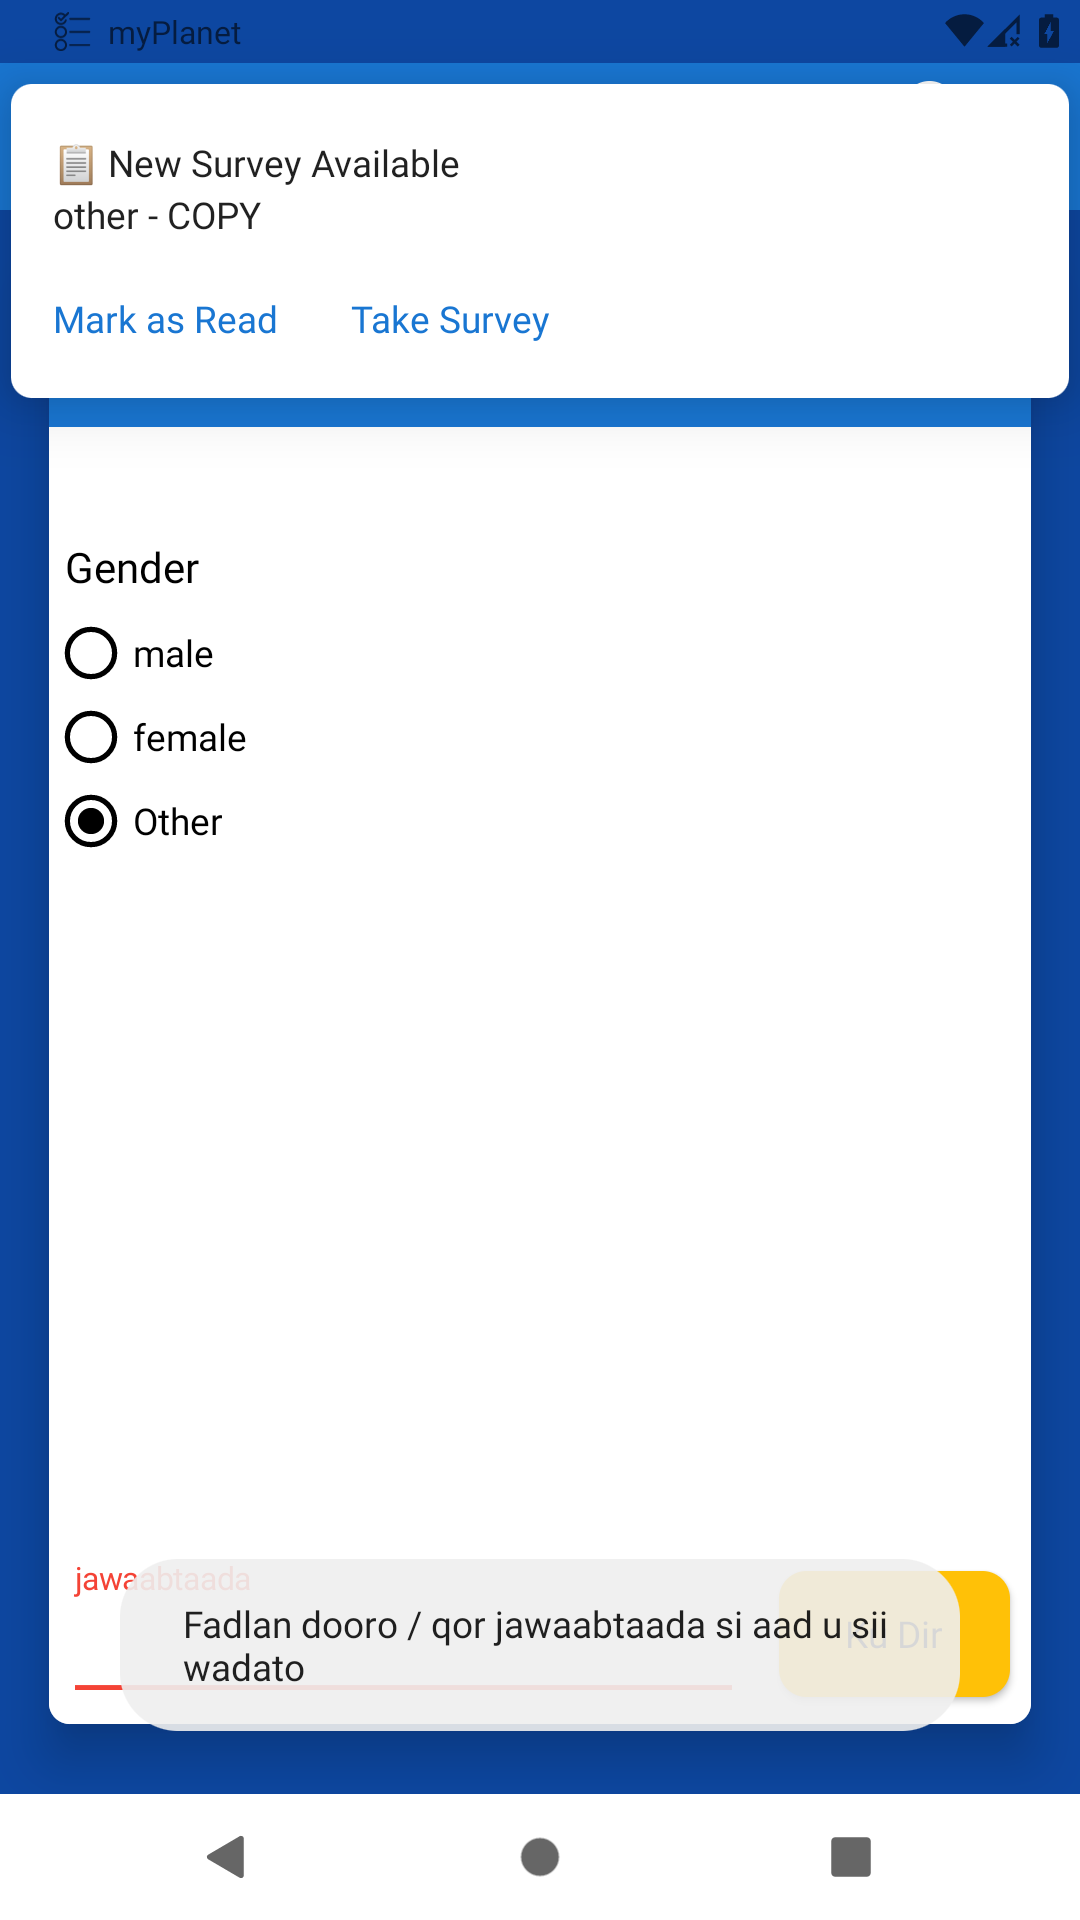 myPlanet
📋 New Survey Available
other - COPY
Mark as Read Take Survey
Gender
male
female
Other
jawaabtaada
Fadlan dooro / qor jawaabtaada si aad u sii
wadato
Ku Dir